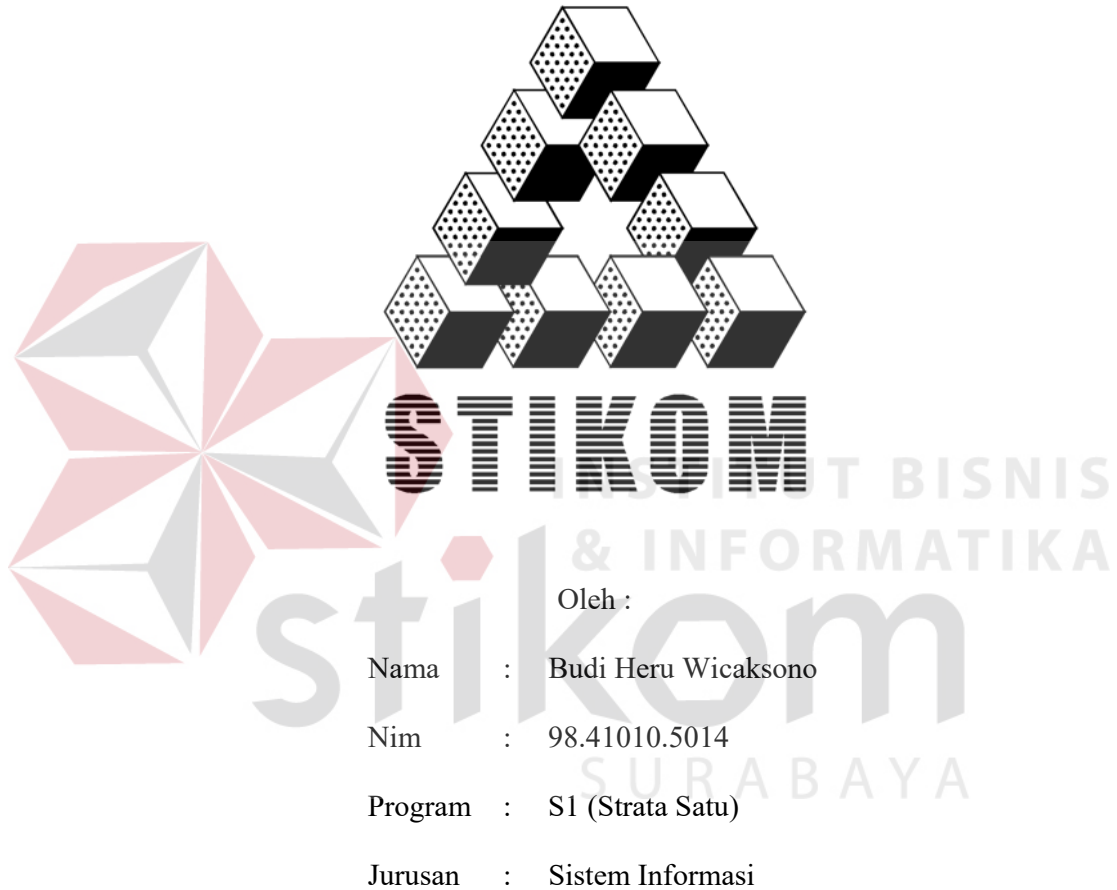 STIKOM
INSTITUT BISNIS
& INFORMATIKA
stikom
SURABAYA
Oleh :
Nama : Budi Heru Wicaksono
Nim : 98.41010.5014
Program : S1 (Strata Satu)
Jurusan : Sistem Informasi